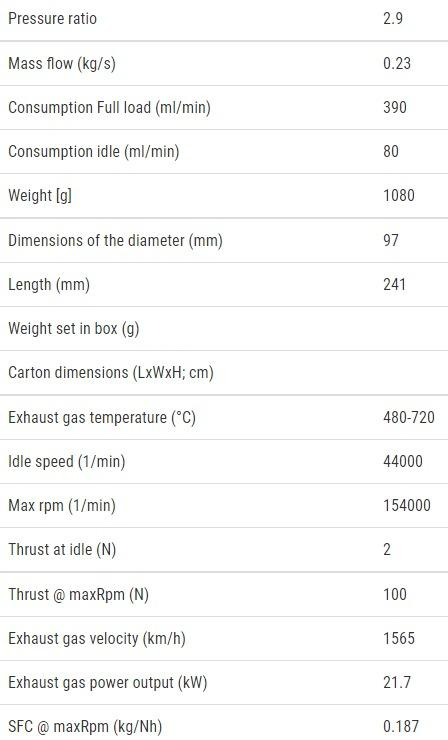 Pressure ratio 2.9
Mass flow (kg/s) 0.23
Consumption Full load (ml/min) 390
Consumption idle (ml/min) 80
Weight [g] 1080
Dimensions of the diameter (mm) 97
Length (mm) 241
Weight set in box (g)
Carton dimensions (LxWxH; cm)
Exhaust gas temperature (°C) 480-720
Idle speed (1/min) 44000
Max rpm (1/min) 154000
Thrust at idle (N) 2
Thrust @ maxRpm (N) 100
Exhaust gas velocity (km/h) 1565
Exhaust gas power output (kW) 21.7
SFC @ maxRpm (kg/Nh) 0.187